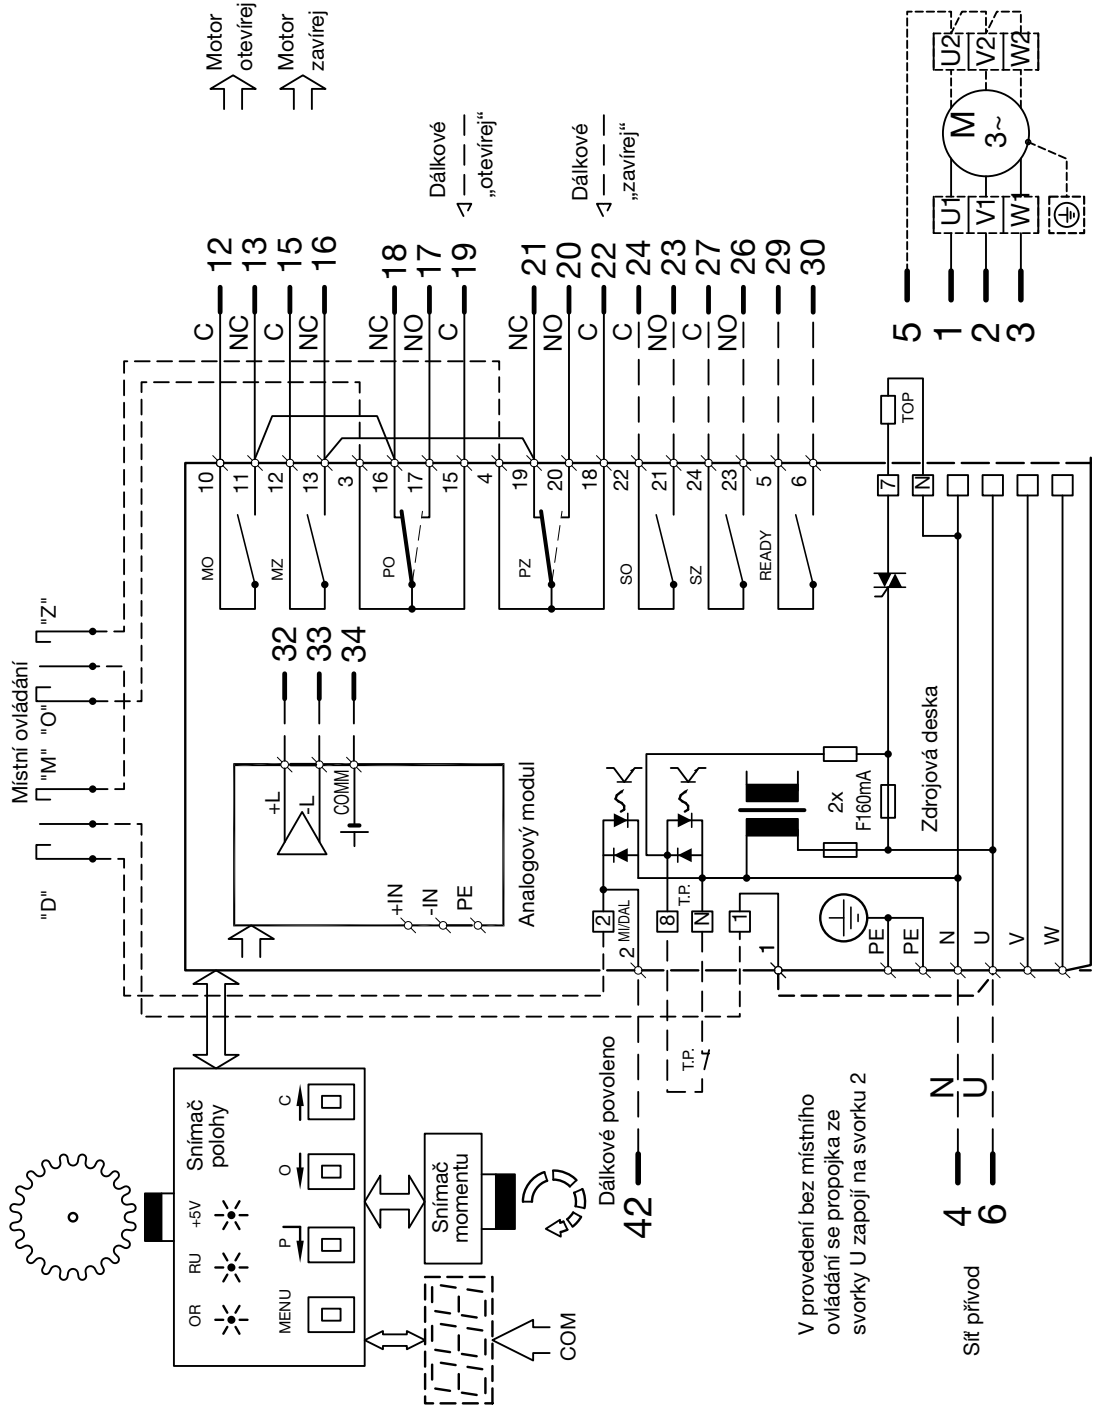 Místní ovládání
"D"
"M"
"O"
"Z"
Motor
otevírej
Motor
zavírej
Dálkové
„otevírej“
Dálkové
„zavírej“
12
13
15
16
18
17
19
21
20
22
24
23
27
26
29
30
C
NC
C
NC
NC
NO
C
NC
NO
C
C
NO
C
NO
10
11
12
13
3
16
17
15
4
19
20
18
22
21
24
23
5
6
MO
MZ
PO
PZ
SO
SZ
READY
32
33
34
+L
-L
COMM
+IN
-IN
PE
Analogový modul
Snímač
polohy
OR
RU
+5V
MENU
P
O
C
Snímač
momentu
COM
Dálkové povoleno
42
2
MI/DAL
2
8
T.P.
N
1
1
T.P.
2x
F160mA
Zdrojová deska
7
N
TOP
PE
PE
N
U
V
W
N
U
4
6
Síť přívod
V provedení bez místního
ovládání se propojka ze
svorky U zapojí na svorku 2
5
1
2
3
U1
V1
W1
M
3~
U2
V2
W2